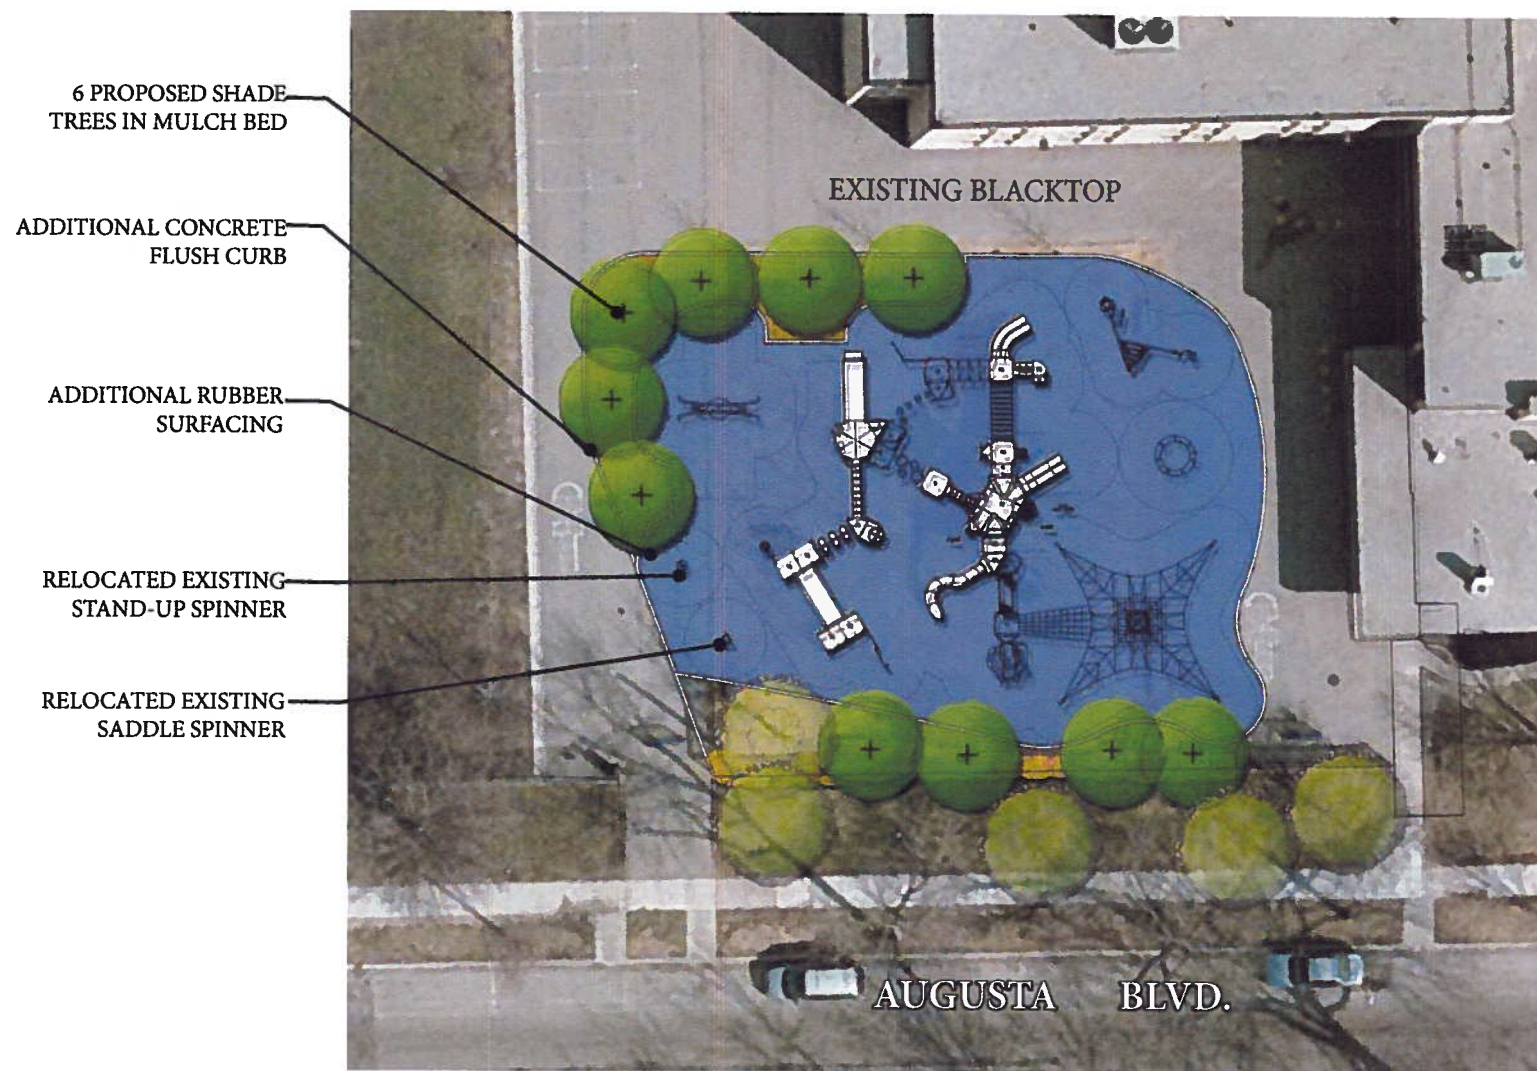 6 PROPOSED SHADE
TREES IN MULCH BED
ADDITIONAL CONCRETE
FLUSH CURB
ADDITIONAL RUBBER
SURFACING
RELOCATED EXISTING
STAND-UP SPINNER
RELOCATED EXISTING
SADDLE SPINNER
EXISTING BLACKTOP
AUGUSTA BLVD.